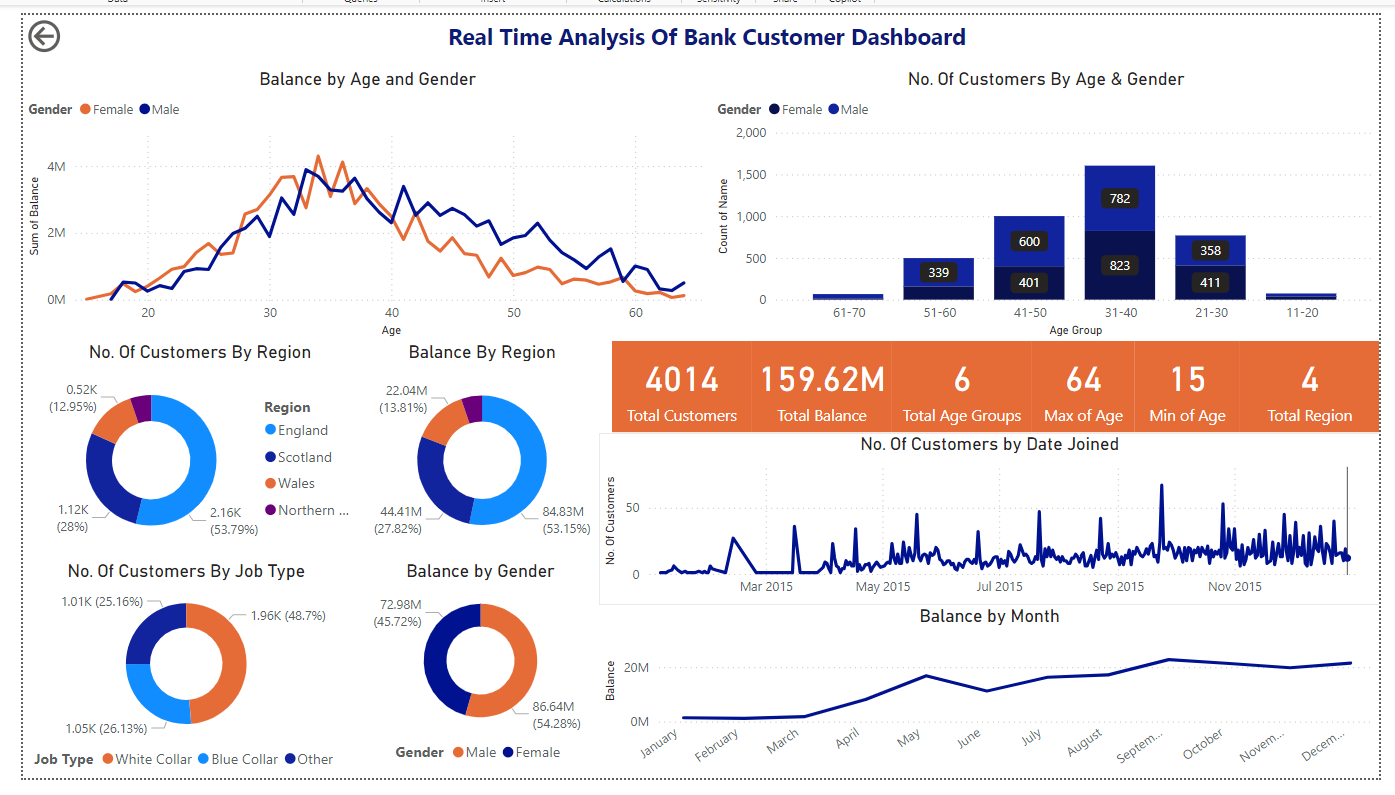 Data Queries Insert Calculations Sensitivity Share Copilot
Real Time Analysis Of Bank Customer Dashboard
Balance by Age and Gender
Gender Female Male
Sum of Balance
4M
2M
0M
20 30 40 50 60
Age
No. Of Customers By Age & Gender
Gender Female Male
Count of Name
2,000
1,500
1,000
500
0
339
600
401
782
823
358
411
61-70 51-60 41-50 31-40 21-30 11-20
Age Group
No. Of Customers By Region
0.52K
(12.95%)
1.12K
(28%)
2.16K
(53.79%)
Region
England
Scotland
Wales
Northern ...
Balance By Region
22.04M
(13.81%)
44.41M
(27.82%)
84.83M
(53.15%)
4014 159.62M 6 64 15 4
Total Customers Total Balance Total Age Groups Max of Age Min of Age Total Region
No. Of Customers by Date Joined
No. Of Customers
50
0
Mar 2015 May 2015 Jul 2015 Sep 2015 Nov 2015
No. Of Customers By Job Type
1.01K (25.16%)
1.96K (48.7%)
1.05K (26.13%)
Job Type White Collar Blue Collar Other
Balance by Gender
72.98M
(45.72%)
86.64M
(54.28%)
Gender Male Female
Balance by Month
Balance
20M
0M
January February March April May June July August Septem... October Novem... Decem...